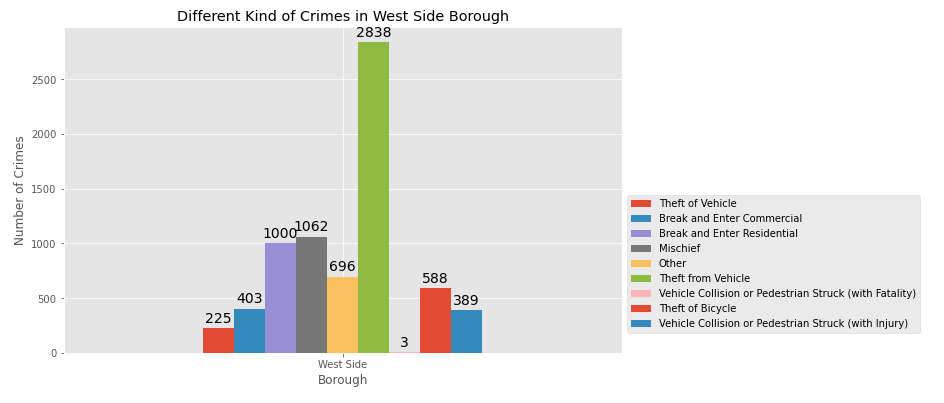 Different Kind of Crimes in West Side Borough
2838
2500
2000
1500
1000
500
0
Number of Crimes
225
403
1000
1062
696
3
588
389
West Side
Borough
Theft of Vehicle
Break and Enter Commercial
Break and Enter Residential
Mischief
Other
Theft from Vehicle
Vehicle Collision or Pedestrian Struck (with Fatality)
Theft of Bicycle
Vehicle Collision or Pedestrian Struck (with Injury)